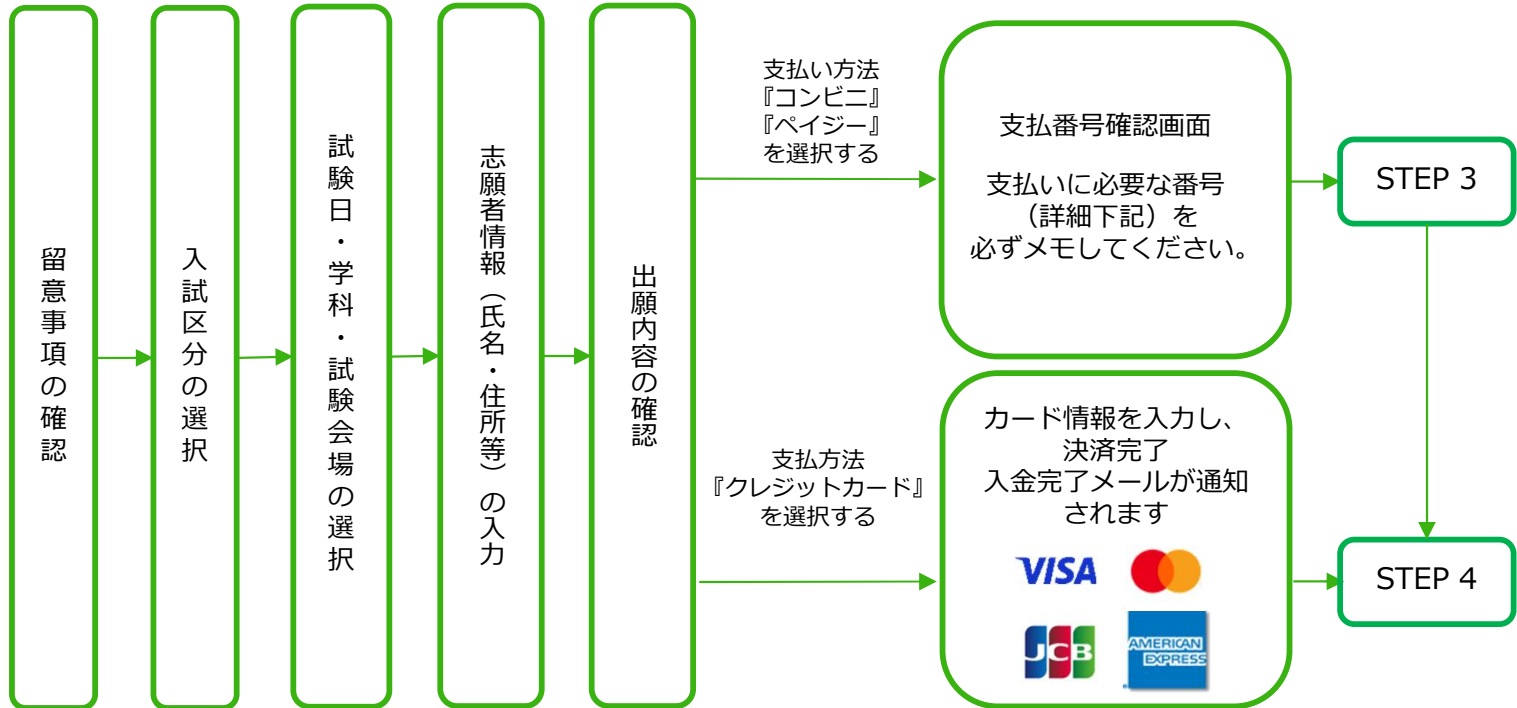 留意事項の確認
入試区分の選択
試験日・学科・試験会場の選択
志願者情報（氏名・住所等）の入力
出願内容の確認
支払い方法
『コンビニ』
『ペイジー』
を選択する
支払番号確認画面
支払いに必要な番号
（詳細下記）を
必ずメモしてください。
STEP 3
支払方法
『クレジットカード』
を選択する
カード情報を入力し、
決済完了
入金完了メールが通知
されます
VISA
JCB
AMERICAN
EXPRESS
STEP 4